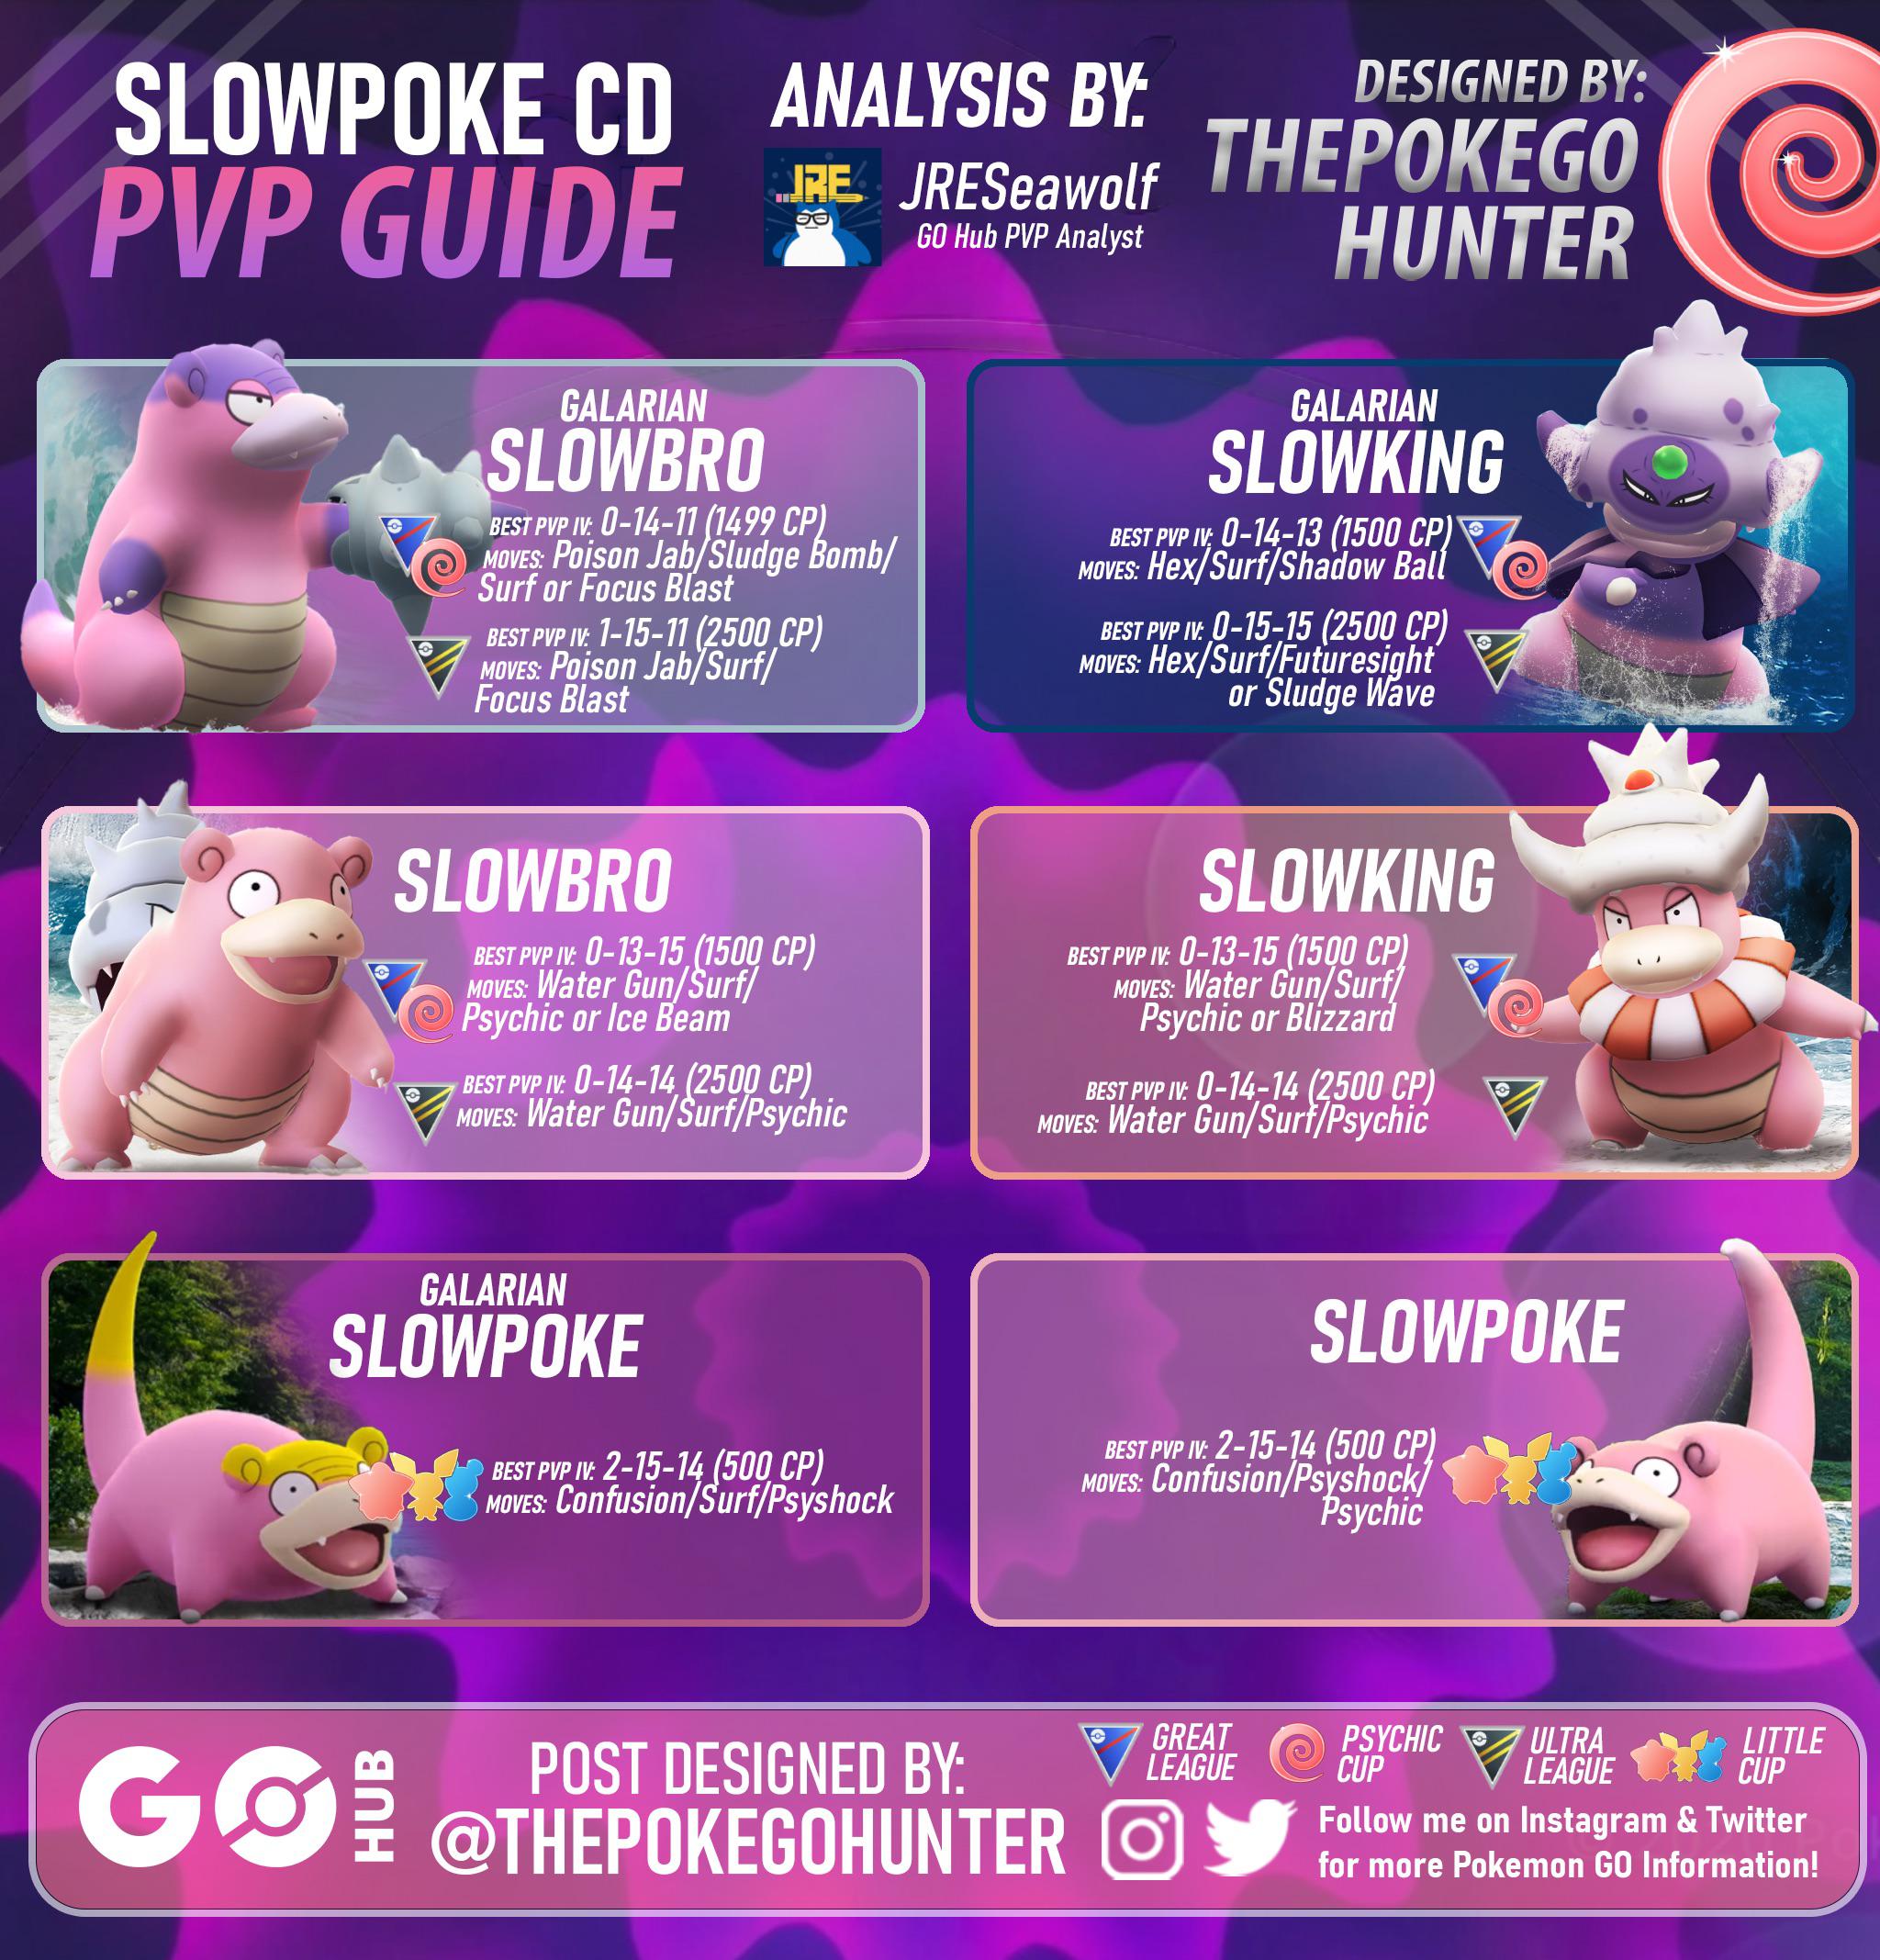 SLOWPOKE CD
PVP GUIDE
ANALYSIS BY:
JRE
JRESeawolf
GO Hub PVP Analyst
DESIGNED BY:
THEPOKEGO
HUNTER
GALARIAN
SLOWBRO
BEST PVP IV: 0-14-11 (1499 CP)
MOVES: Poison Jab/Sludge Bomb/
Surf or Focus Blast
BEST PVP IV: 1-15-11 (2500 CP)
MOVES: Poison Jab/Surf/
Focus Blast
GALARIAN
SLOWKING
BEST PVP IV: 0-14-13 (1500 CP)
MOVES: Hex/Surf/Shadow Ball
BEST PVP IV: 0-15-15 (2500 CP)
MOVES: Hex/Surf/Futuresight
or Sludge Wave
SLOWBRO
BEST PVP IV: 0-13-15 (1500 CP)
MOVES: Water Gun/Surf/
Psychic or Ice Beam
BEST PVP IV: 0-14-14 (2500 CP)
MOVES: Water Gun/Surf/Psychic
SLOWKING
BEST PVP IV: 0-13-15 (1500 CP)
MOVES: Water Gun/Surf/
Psychic or Blizzard
BEST PVP IV: 0-14-14 (2500 CP)
MOVES: Water Gun/Surf/Psychic
GALARIAN
SLOWPOKE
BEST PVP IV: 2-15-14 (500 CP)
MOVES: Confusion/Surf/Psyshock
SLOWPOKE
BEST PVP IV: 2-15-14 (500 CP)
MOVES: Confusion/Psyshock/
Psychic
GO HUB
POST DESIGNED BY:
@THEPOKEGOHUNTER
GREAT
LEAGUE
PSYCHIC
CUP
ULTRA
LEAGUE
LITTLE
CUP
Follow me on Instagram & Twitter
for more Pokemon GO Information!